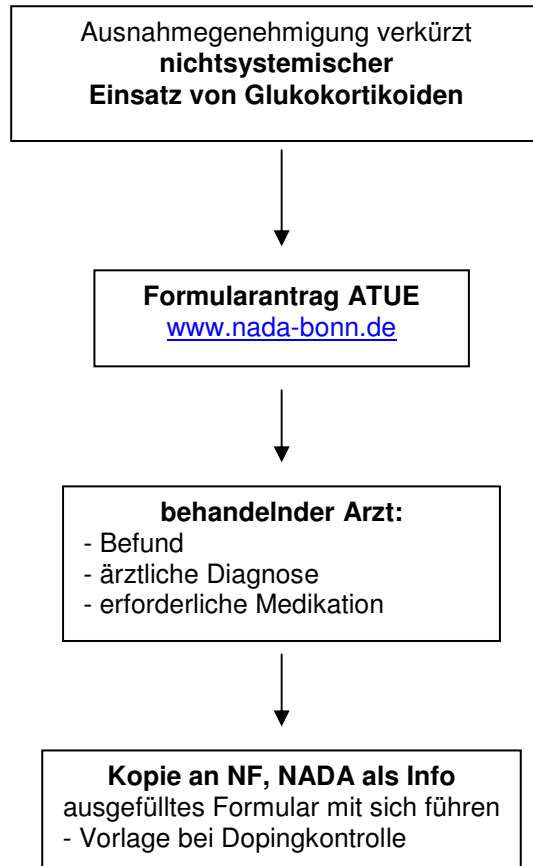 Ausnahmegenehmigung verkürzt
nichtsystemischer
Einsatz von Glukokortikoiden
Formularantrag ATUE
www.nada-bonn.de
behandelnder Arzt:
- Befund
- ärztliche Diagnose
- erforderliche Medikation
Kopie an NF, NADA als Info
ausgefülltes Formular mit sich führen
- Vorlage bei Dopingkontrolle